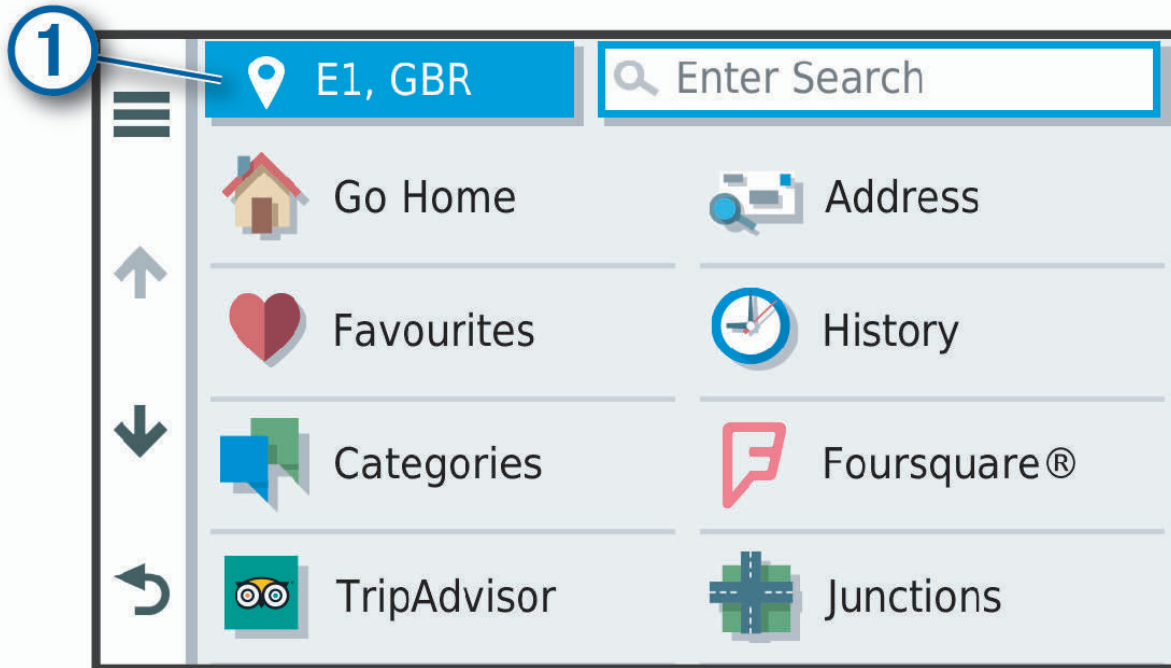 1
E1, GBR
Enter Search
Go Home
Address
Favourites
History
Categories
Foursquare®
TripAdvisor
Junctions